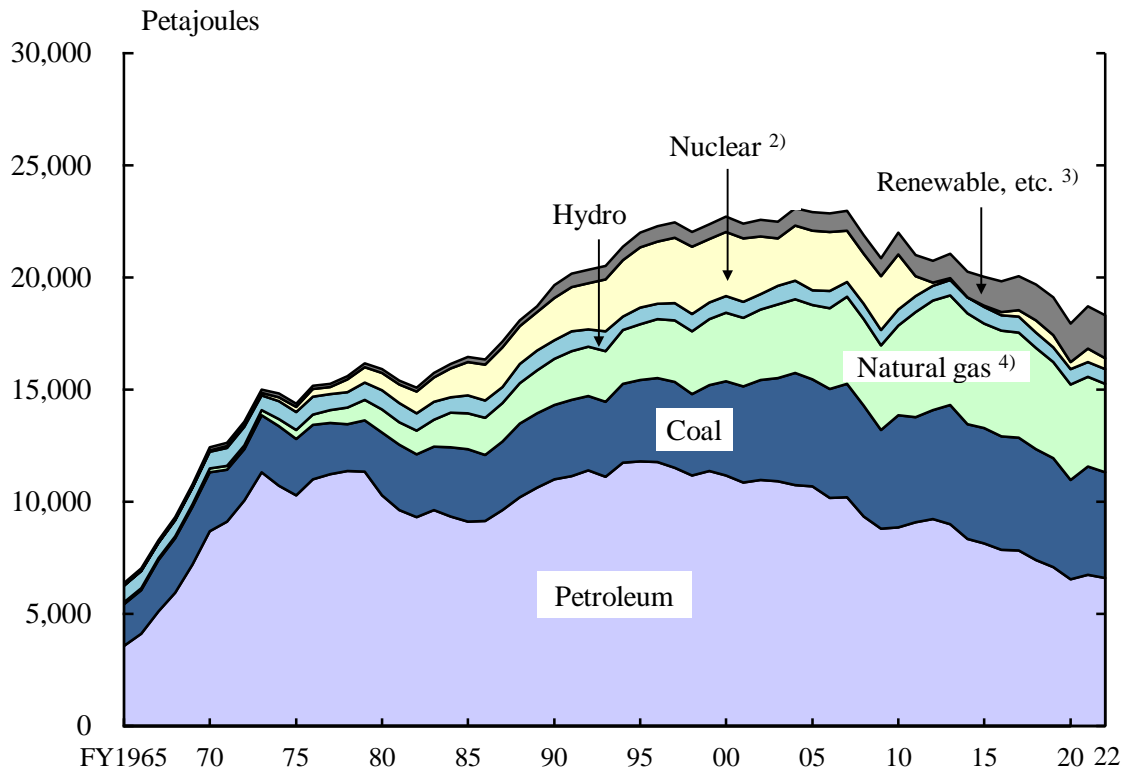 Petajoules
30,000
25,000
20,000
15,000
10,000
5,000
0
Nuclear 2)
Renewable, etc. 3)
Hydro
Natural gas 4)
Coal
Petroleum
FY1965 70 75 80 85 90 95 00 05 10 15 20 22